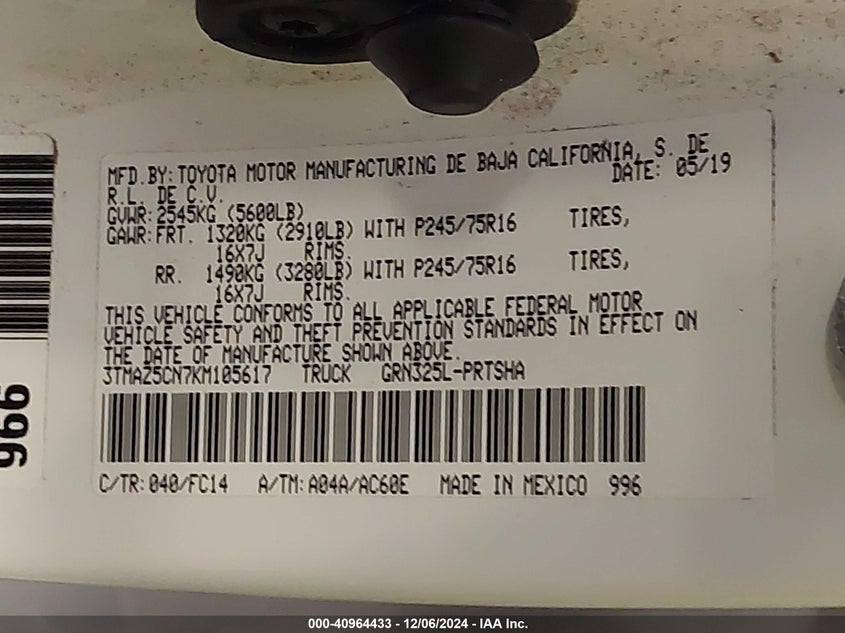 MFD.BY: TOYOTA MOTOR MANUFACTURING DE BAJA CALIFORNIA, S. DE
R.L. DE C.V. DATE: 05/19
GVWR: 2545KG (5600LB)
GAWR: FRT. 1320KG (2910LB) WITH P245/75R16 TIRES,
16X7J RIMS.
RR. 1490KG (3280LB) WITH P245/75R16 TIRES,
16X7J RIMS.
THIS VEHICLE CONFORMS TO ALL APPLICABLE FEDERAL MOTOR
VEHICLE SAFETY AND THEFT PREVENTION STANDARDS IN EFFECT ON
THE DATE OF MANUFACTURE SHOWN ABOVE.
3TMAZ5CN7KM105617 TRUCK GRN325L-PRTSHA
C/TR: 040/FC14 A/TM: A04A/AC60E MADE IN MEXICO 996
966
000-40964433 - 12/06/2024 - IAA Inc.